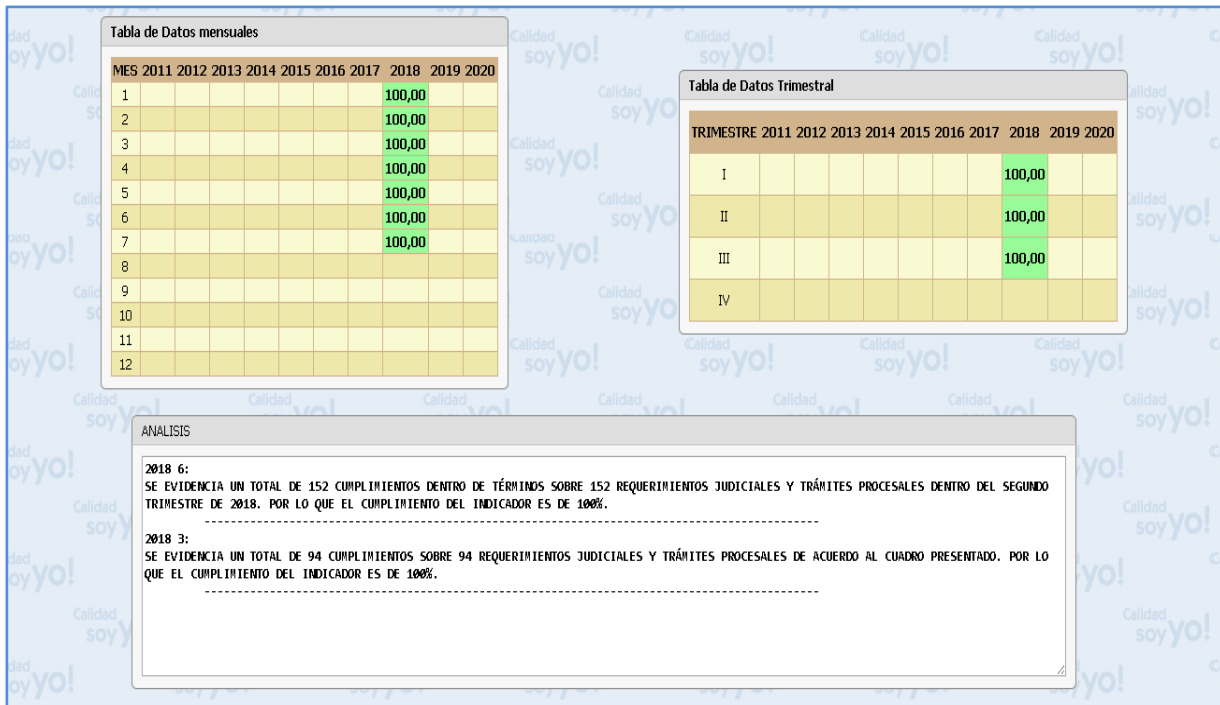 Tabla de Datos mensuales
MES 2011 2012 2013 2014 2015 2016 2017 2018 2019 2020
1 100,00
2 100,00
3 100,00
4 100,00
5 100,00
6 100,00
7 100,00
8
9
10
11
12
Tabla de Datos Trimestral
TRIMESTRE 2011 2012 2013 2014 2015 2016 2017 2018 2019 2020
I 100,00
II 100,00
III 100,00
IV
ANALISIS
2018 6:
SE EVIDENCIA UN TOTAL DE 152 CUMPLIMIENTOS DENTRO DE TÉRMINOS SOBRE 152 REQUERIMIENTOS JUDICIALES Y TRÁMITES PROCESALES DENTRO DEL SEGUNDO
TRIMESTRE DE 2018. POR LO QUE EL CUMPLIMIENTO DEL INDICADOR ES DE 100%.
2018 3:
SE EVIDENCIA UN TOTAL DE 94 CUMPLIMIENTOS SOBRE 94 REQUERIMIENTOS JUDICIALES Y TRÁMITES PROCESALES DE ACUERDO AL CUADRO PRESENTADO. POR LO
QUE EL CUMPLIMIENTO DEL INDICADOR ES DE 100%.
Calidad
soy yo!